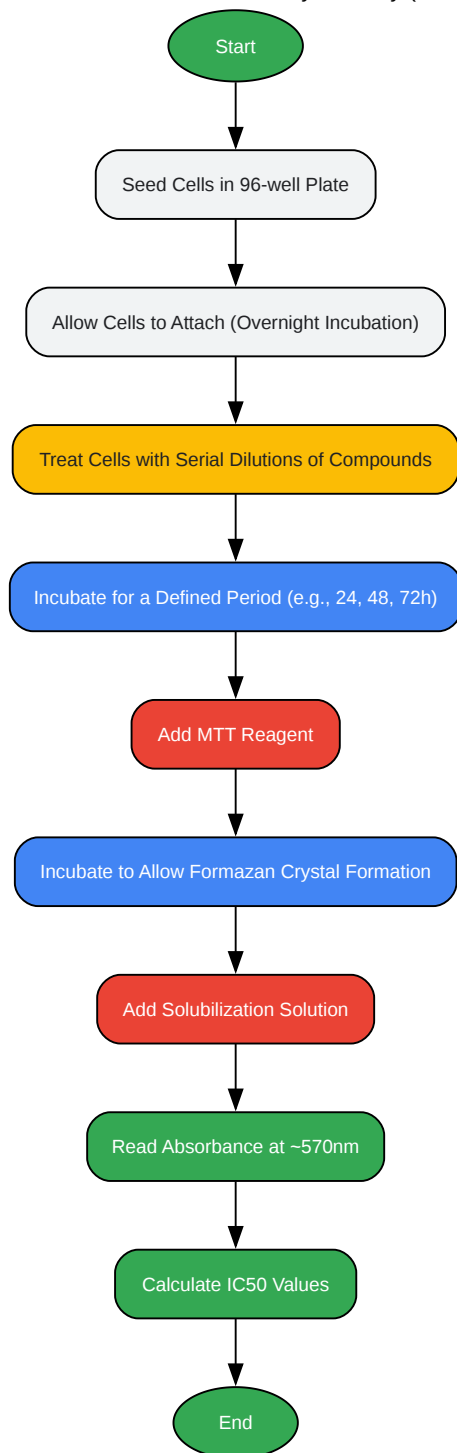 Start
Seed Cells in 96-well Plate
Allow Cells to Attach (Overnight Incubation)
Treat Cells with Serial Dilutions of Compounds
Incubate for a Defined Period (e.g., 24, 48, 72h)
Add MTT Reagent
Incubate to Allow Formazan Crystal Formation
Add Solubilization Solution
Read Absorbance at ~570nm
Calculate IC50 Values
End